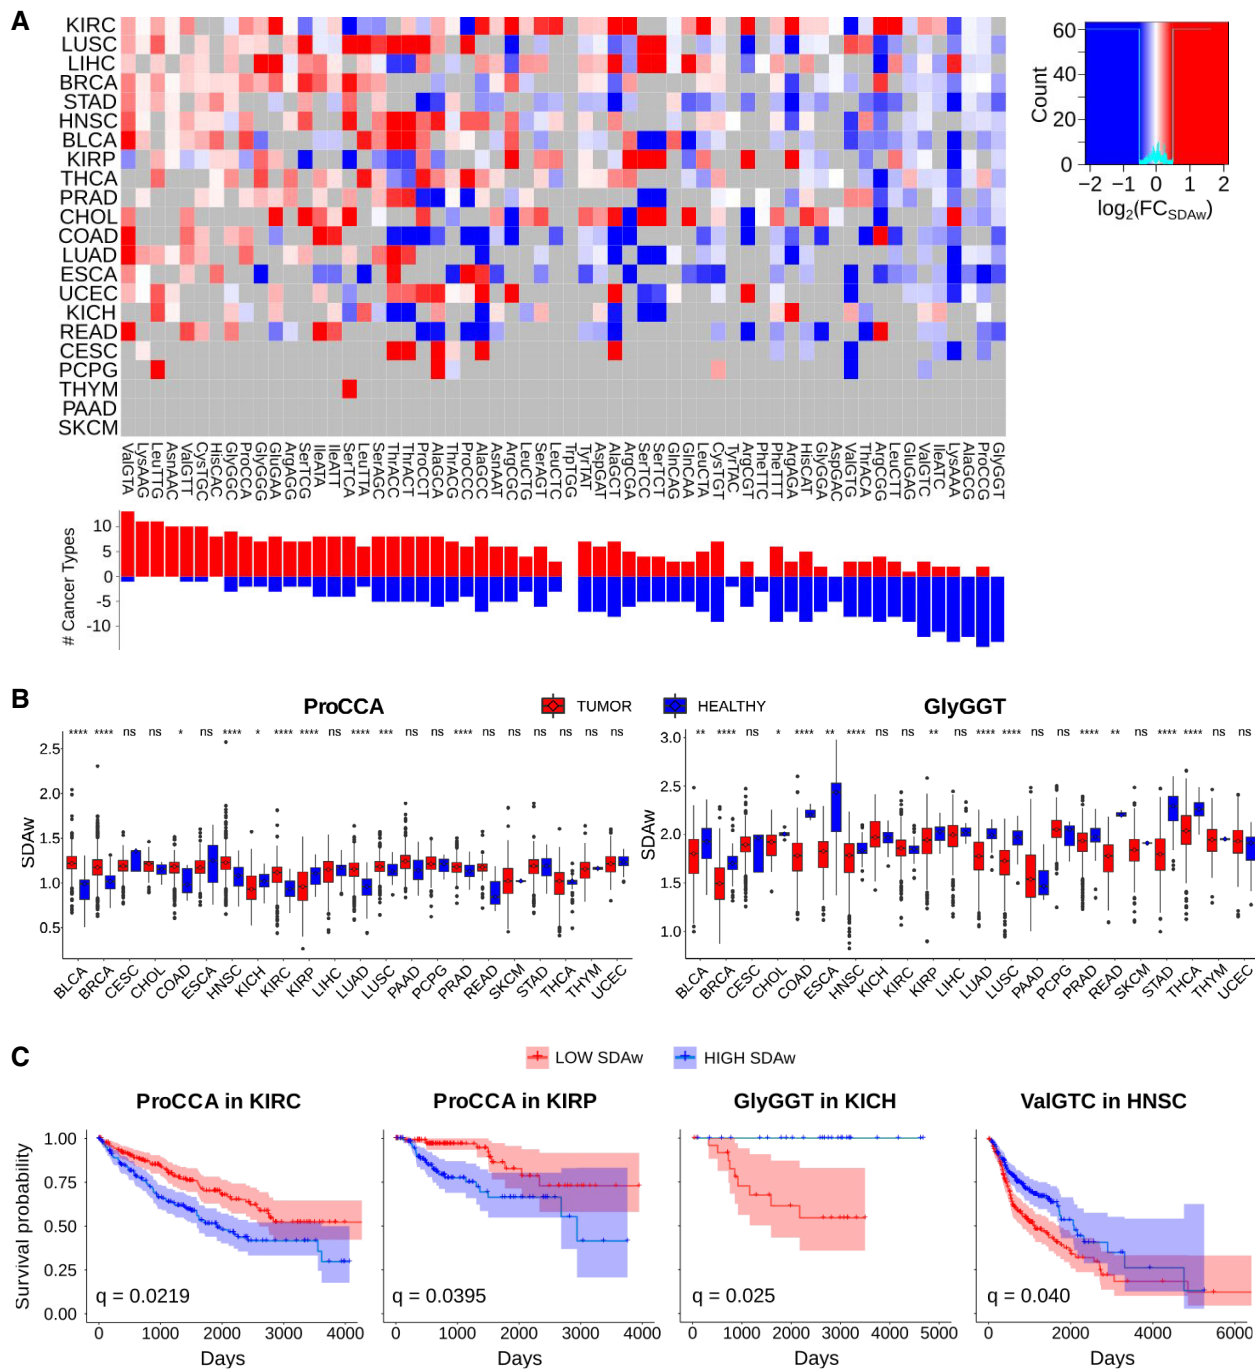 A
KIRC
LUSC
LIHC
BRCA
STAD
HNSC
BLCA
KIRP
THCA
PRAD
CHOL
COAD
LUAD
ESCA
UCEC
KICH
READ
CESC
PCPG
THYM
PAAD
SKCM
ValGTA LysAAG LeuTTG AsnAAC ValGTT CysTGC HisCAC GlyGGC ProCCA GlyGGG GluGAA ArgAGG SerTCG IleATA IleATT SerTCA LeuTTA SerAGC ThrACC ThrACT ProCCT AlaGCA ThrACG ProCCC AlaGCC AsnAAT ArgCGC LeuCTG SerAGT LeuCTC TrpTGG TyrTAT AspGAT AlaGCT ArgCGA SerTCC SerTCT GlnCAG GlnCAA LeuCTA CysTGT TyrTAC ArgCGT PheTTC PheTTT ArgAGA HisCAT GlyGGA AspGAC ValGTG ThrACA ArgCGG LeuCTT GluGAG ValGTC IleATC LysAAA AlaGCG ProCCG GlyGGT
Count
60
40
20
0
−2 −1 0 1 2
log2(FCSDAw)
# Cancer Types
10
5
0
-5
-10
B
ProCCA
TUMOR HEALTHY
GlyGGT
SDAw
2.5
2.0
1.5
1.0
0.5
**** **** ns ns * ns **** * **** **** ns **** *** ns ns **** ns ns ns ns ns ns
BLCA BRCA CESC CHOL COAD ESCA HNSC KICH KIRC KIRP LIHC LUAD LUSC PAAD PCPG PRAD READ SKCM STAD THCA THYM UCEC
SDAw
3.0
2.5
2.0
1.5
1.0
** **** ns * **** ** **** ns ns ** ns **** **** ns ns **** ** ns **** **** ns ns
BLCA BRCA CESC CHOL COAD ESCA HNSC KICH KIRC KIRP LIHC LUAD LUSC PAAD PCPG PRAD READ SKCM STAD THCA THYM UCEC
C
LOW SDAw HIGH SDAw
ProCCA in KIRC
ProCCA in KIRP
GlyGGT in KICH
ValGTC in HNSC
Survival probability
1.00
0.75
0.50
0.25
0.00
q = 0.0219
q = 0.0395
q = 0.025
q = 0.040
0 1000 2000 3000 4000
0 1000 2000 3000 4000
0 1000 2000 3000 4000 5000
0 2000 4000 6000
Days
Days
Days
Days